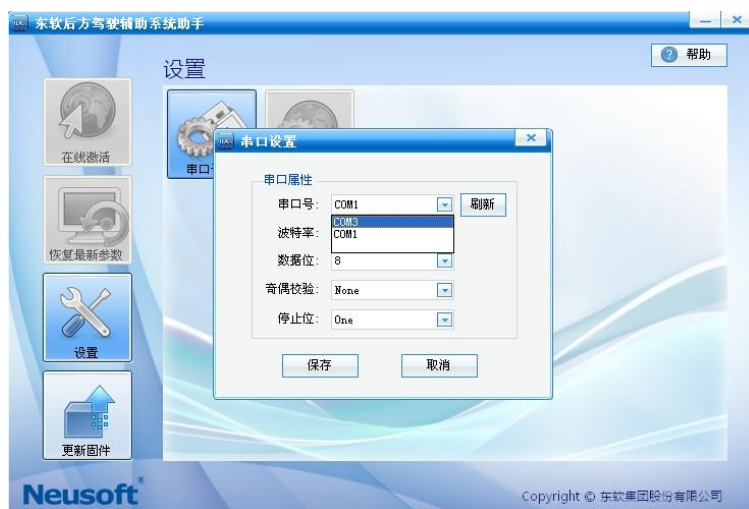 东软后方驾驶辅助系统助手
帮助
设置
在线激活
恢复最新参数
设置
更新固件
串口
串口设置
串口属性
串口号: COM1 刷新
COM3
COM1
波特率:
数据位: 8
奇偶校验: None
停止位: One
保存 取消
Neusoft
Copyright © 东软集团股份有限公司